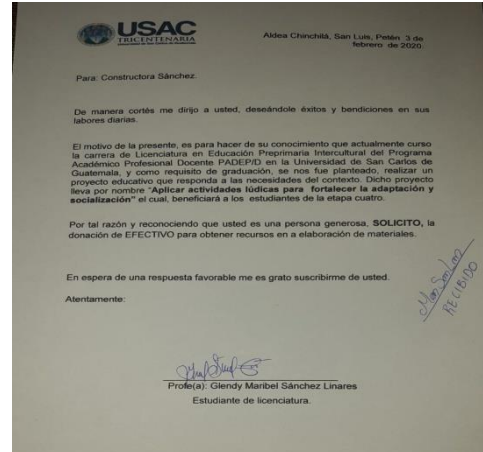 USAC
TRICENTENARIA
Aldea Chinchilá, San Luis, Petén 3 de
febrero de 2020.
Para: Constructora Sánchez.
De manera cortés me dirijo a usted, deseándole éxitos y bendiciones en sus
labores diarias.
El motivo de la presente, es para hacer de su conocimiento que actualmente curso
la carrera de Licenciatura en Educación Preprimaria Intercultural del Programa
Académico Profesional Docente PADEP/D en la Universidad de San Carlos de
Guatemala, y como requisito de graduación, se nos fue planteado, realizar un
proyecto educativo que responda a las necesidades del contexto. Dicho proyecto
lleva por nombre "Aplicar actividades lúdicas para fortalecer la adaptación y
socialización" el cual, beneficiará a los estudiantes de la etapa cuatro.
Por tal razón y reconociendo que usted es una persona generosa, SOLICITO, la
donación de EFECTIVO para obtener recursos en a elaboración de materiales.
En espera de una respuesta favorable me es grato suscribirme de usted.
Atentamente:
RECIBIDO
Profe(a): Glendy Maribel Sánchez Linares
Estudiante de licenciatura.